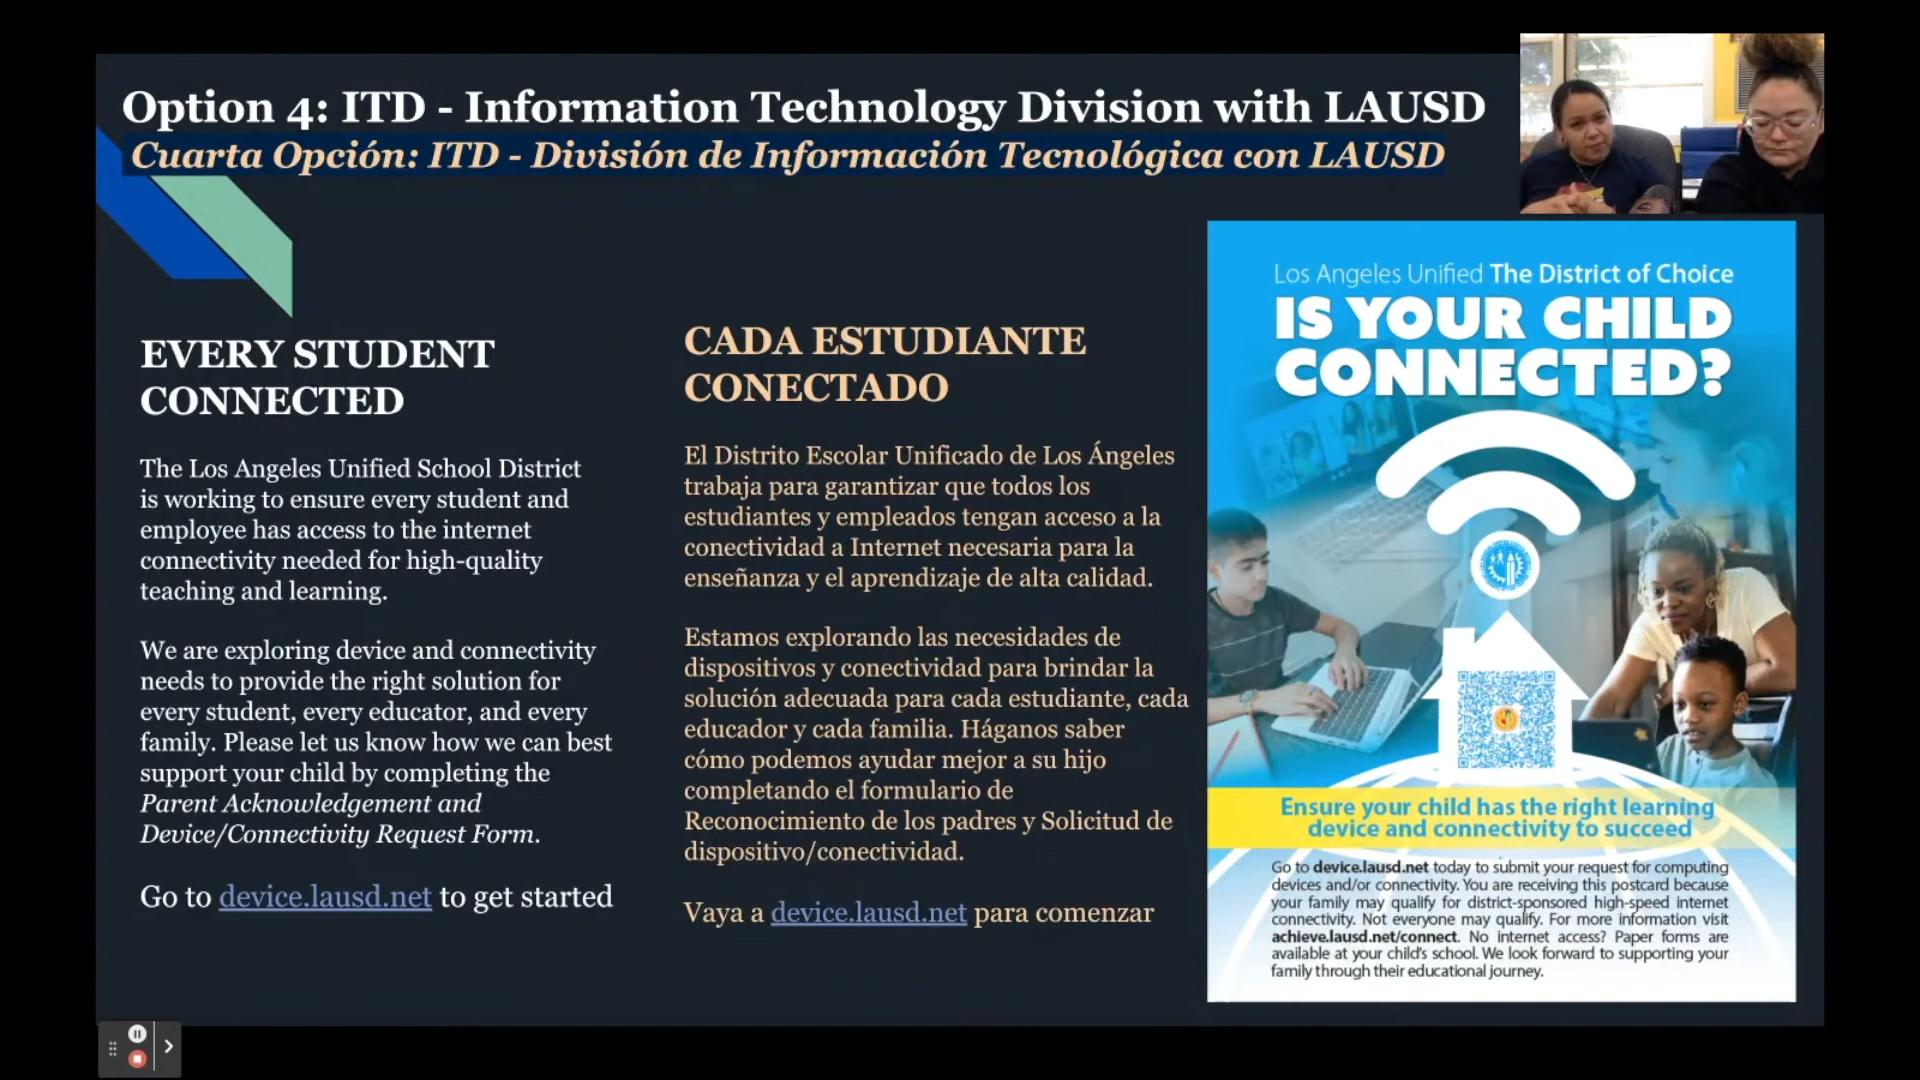 Option 4: ITD - Information Technology Division with LAUSD
Cuarta Opción: ITD - División de Información Tecnológica con LAUSD
EVERY STUDENT
CONNECTED
The Los Angeles Unified School District
is working to ensure every student and
employee has access to the internet
connectivity needed for high-quality
teaching and learning.
We are exploring device and connectivity
needs to provide the right solution for
every student, every educator, and every
family. Please let us know how we can best
support your child by completing the
Parent Acknowledgement and
Device/Connectivity Request Form.
Go to device.lausd.net to get started
CADA ESTUDIANTE
CONECTADO
El Distrito Escolar Unificado de Los Ángeles
trabaja para garantizar que todos los
estudiantes y empleados tengan acceso a la
conectividad a Internet necesaria para la
enseñanza y el aprendizaje de alta calidad.
Estamos explorando las necesidades de
dispositivos y conectividad para brindar la
solución adecuada para cada estudiante, cada
educador y cada familia. Háganos saber
cómo podemos ayudar mejor a su hijo
completando el formulario de
Reconocimiento de los padres y Solicitud de
dispositivo/conectividad.
Vaya a device.lausd.net para comenzar
Los Angeles Unified The District of Choice
IS YOUR CHILD
CONNECTED?
Ensure your child has the right learning
device and connectivity to succeed
Go to device.lausd.net today to submit your request for computing
devices and/or connectivity. You are receiving this postcard because
your family may qualify for district-sponsored high-speed internet
connectivity. Not everyone may qualify. For more information visit
achieve.lausd.net/connect. No internet access? Paper forms are
available at your child's school. We look forward to supporting your
family through their educational journey.